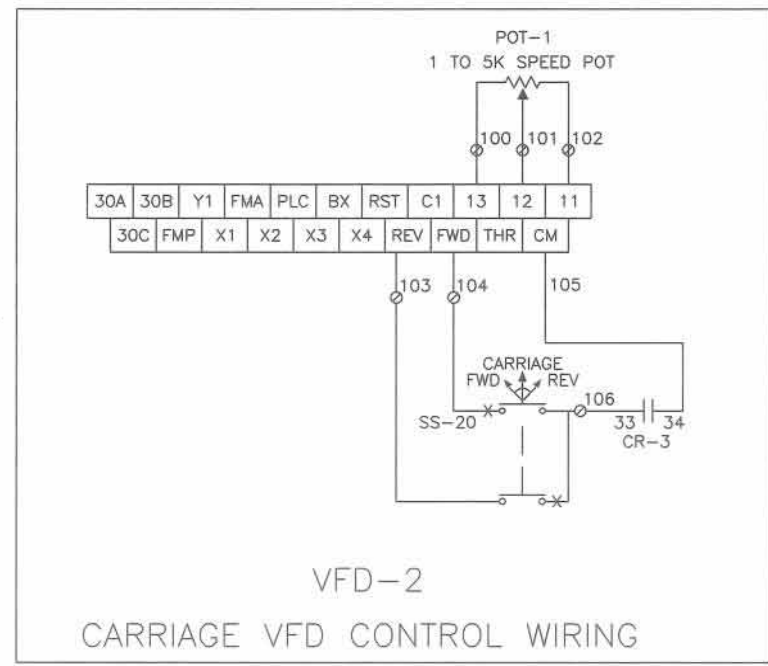 POT-1
1 TO 5K SPEED POT
100 101 102
30A 30B Y1 FMA PLC BX RST C1 13 12 11
30C FMP X1 X2 X3 X4 REV FWD THR CM
103 104 105
CARRIAGE
FWD REV
106
SS-20
33 34
CR-3
VFD-2
CARRIAGE VFD CONTROL WIRING